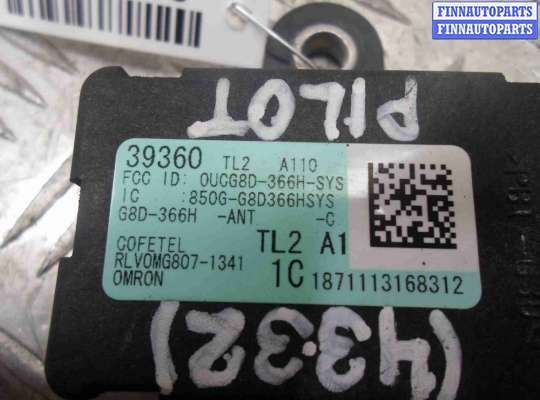 FINNAUTOPARTS
FINNAUTOPARTS
PILOT
39360 TL2 A110
FCC ID: OUCG8D-366H-SYS
IC :850G-G8D366HSYS
G8D-366H -ANT -C
COFETEL TL2 A1
RLVOMG807-1341
OMRON 1C 1871113168312
(4332)